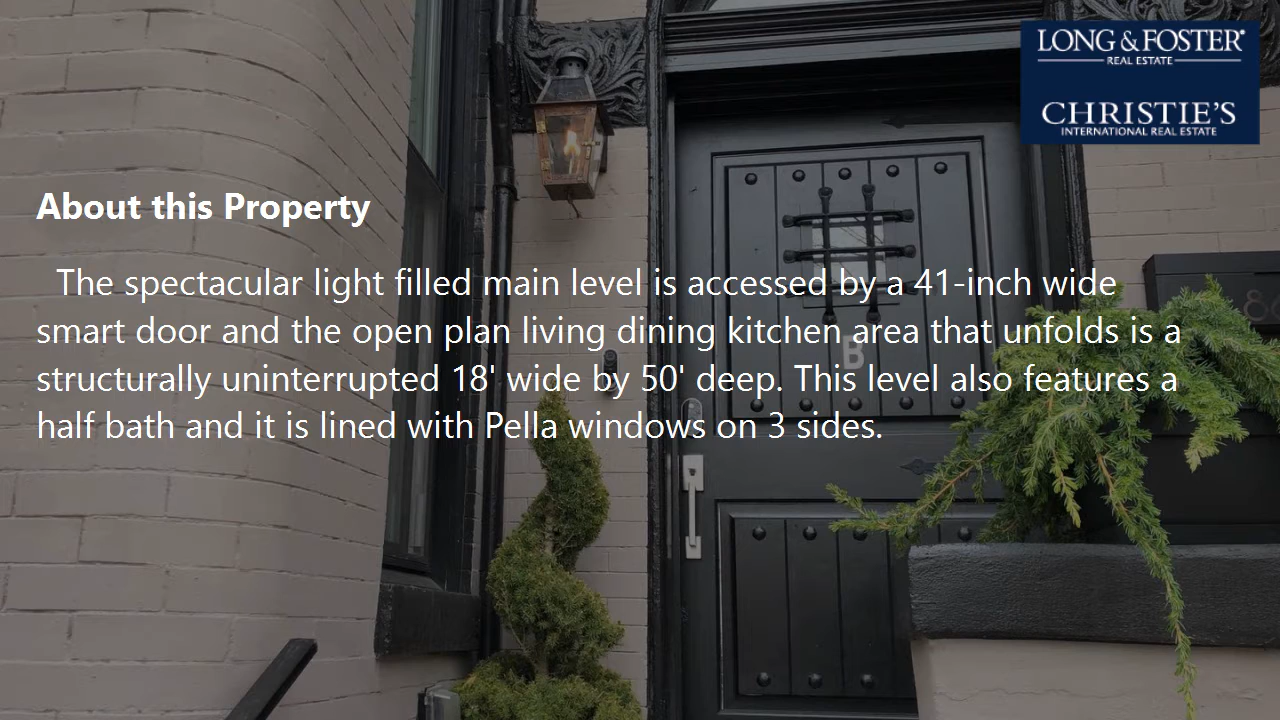 LONG & FOSTER®
REAL ESTATE
CHRISTIE'S
INTERNATIONAL REAL ESTATE
About this Property
The spectacular light filled main level is accessed by a 41-inch wide
smart door and the open plan living dining kitchen area that unfolds is a
structurally uninterrupted 18' wide by 50' deep. This level also features a
half bath and it is lined with Pella windows on 3 sides.
B